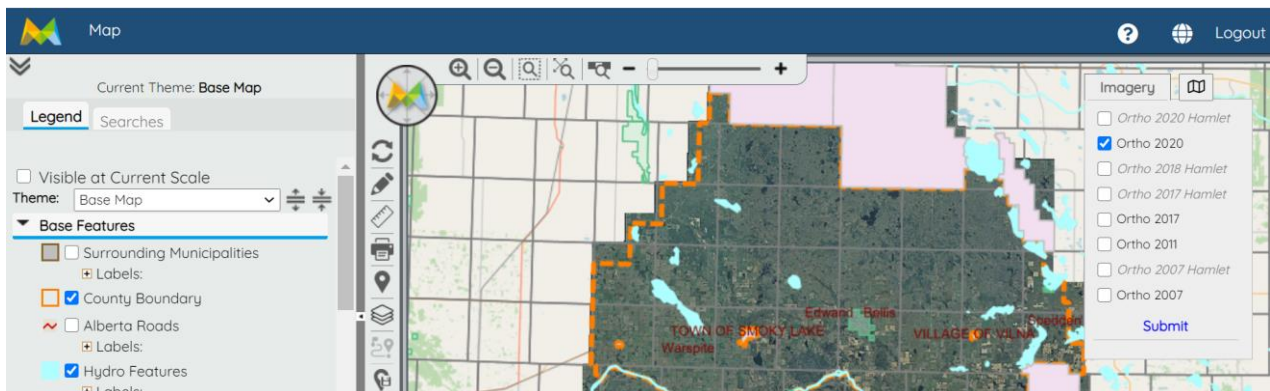 Map
Logout
Current Theme: Base Map
Legend
Searches
Visible at Current Scale
Theme: Base Map
Base Features
Surrounding Municipalities
Labels:
County Boundary
Alberta Roads
Labels:
Hydro Features
Labels:
Edwand Bellis
TOWN OF SMOKY LAKE
VILLAGE OF VILNA
Spedden
Warspite
Imagery
Ortho 2020 Hamlet
Ortho 2020
Ortho 2018 Hamlet
Ortho 2017 Hamlet
Ortho 2017
Ortho 2011
Ortho 2007 Hamlet
Ortho 2007
Submit